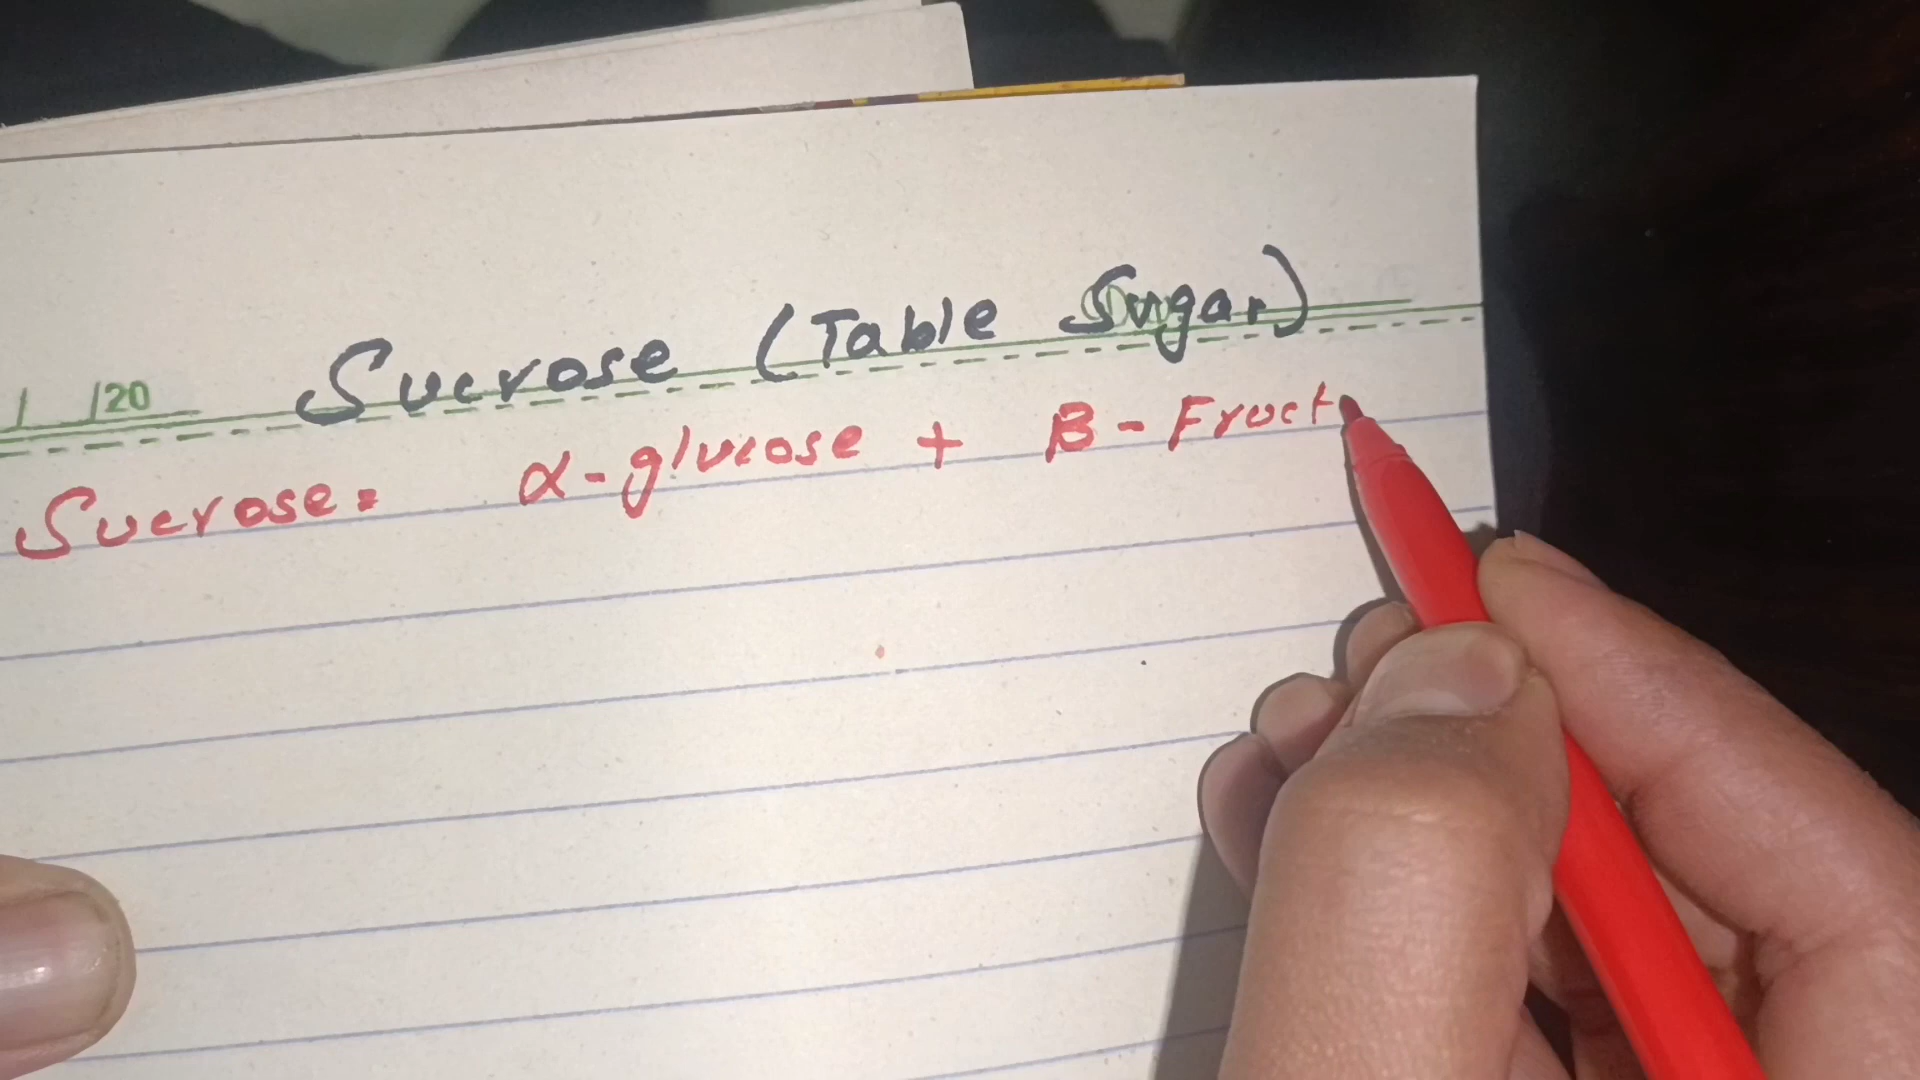 Sucrose (Table Sugar)
/ /20
Sucrose= α-glucose + β-Fruct